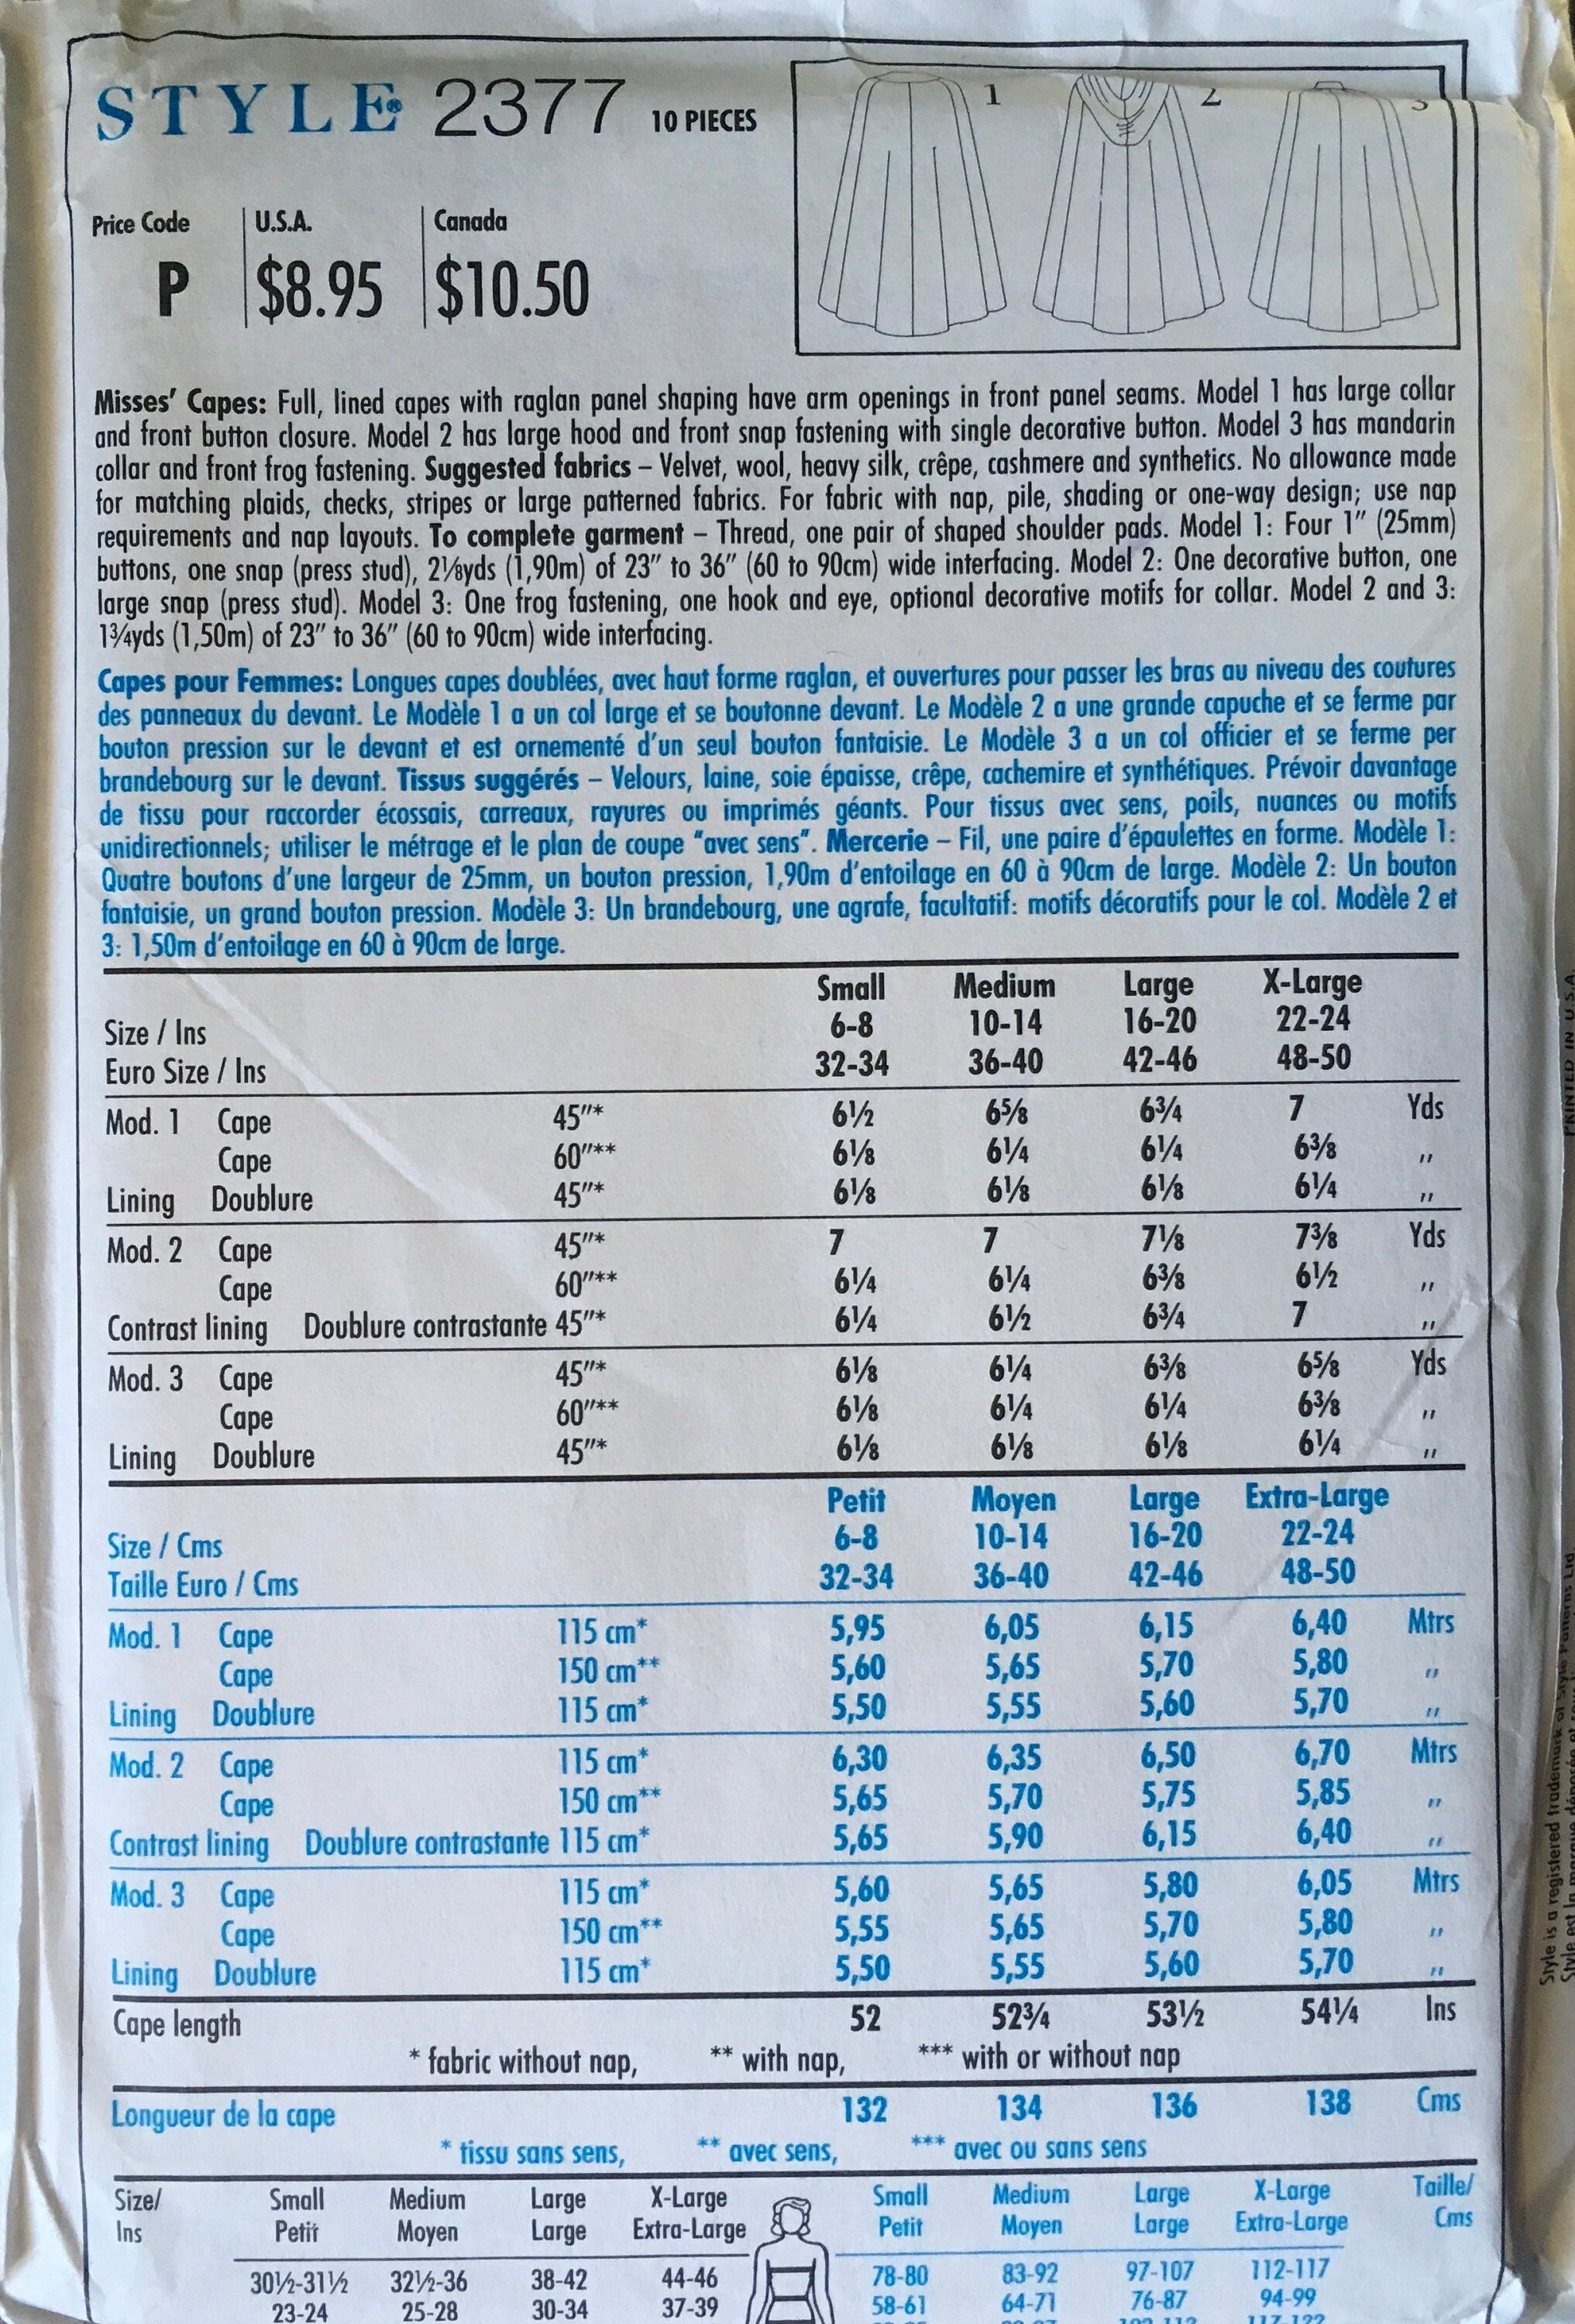 STYLE® 2377 10 PIECES
1 2 3
Price Code U.S.A. Canada
P $8.95 $10.50
Misses' Capes: Full, lined capes with raglan panel shaping have arm openings in front panel seams. Model 1 has large collar
and front button closure. Model 2 has large hood and front snap fastening with single decorative button. Model 3 has mandarin
collar and front frog fastening. Suggested fabrics – Velvet, wool, heavy silk, crêpe, cashmere and synthetics. No allowance made
for matching plaids, checks, stripes or large patterned fabrics. For fabric with nap, pile, shading or one-way design; use nap
requirements and nap layouts. To complete garment – Thread, one pair of shaped shoulder pads. Model 1: Four 1" (25mm)
buttons, one snap (press stud), 2⅛yds (1,90m) of 23" to 36" (60 to 90cm) wide interfacing. Model 2: One decorative button, one
large snap (press stud). Model 3: One frog fastening, one hook and eye, optional decorative motifs for collar. Model 2 and 3:
1¾yds (1,50m) of 23" to 36" (60 to 90cm) wide interfacing.
Capes pour Femmes: Longues capes doublées, avec haut forme raglan, et ouvertures pour passer les bras au niveau des coutures
des panneaux du devant. Le Modèle 1 a un col large et se boutonne devant. Le Modèle 2 a une grande capuche et se ferme par
bouton pression sur le devant et est ornementé d'un seul bouton fantaisie. Le Modèle 3 a un col officier et se ferme per
brandebourg sur le devant. Tissus suggérés – Velours, laine, soie épaisse, crêpe, cachemire et synthétiques. Prévoir davantage
de tissu pour raccorder écossais, carreaux, rayures ou imprimés géants. Pour tissus avec sens, poils, nuances ou motifs
unidirectionnels; utiliser le métrage et le plan de coupe "avec sens". Mercerie – Fil, une paire d'épaulettes en forme. Modèle 1:
Quatre boutons d'une largeur de 25mm, un bouton pression, 1,90m d'entoilage en 60 à 90cm de large. Modèle 2: Un bouton
fantaisie, un grand bouton pression. Modèle 3: Un brandebourg, une agrafe, facultatif: motifs décoratifs pour le col. Modèle 2 et
3: 1,50m d'entoilage en 60 à 90cm de large.
Small Medium Large X-Large
Size / Ins 6-8 10-14 16-20 22-24
Euro Size / Ins 32-34 36-40 42-46 48-50
Mod. 1 Cape 45"* 6½ 6⅝ 6¾ 7 Yds
Cape 60"** 6⅛ 6¼ 6¼ 6⅜ "
Lining Doublure 45"* 6⅛ 6⅛ 6⅛ 6¼ "
Mod. 2 Cape 45"* 7 7 7⅛ 7⅜ Yds
Cape 60"** 6¼ 6¼ 6⅜ 6½ "
Contrast lining Doublure contrastante 45"* 6¼ 6½ 6¾ 7 "
Mod. 3 Cape 45"* 6⅛ 6¼ 6⅜ 6⅝ Yds
Cape 60"** 6⅛ 6¼ 6¼ 6⅜ "
Lining Doublure 45"* 6⅛ 6⅛ 6⅛ 6¼ "
Petit Moyen Large Extra-Large
Size / Cms 6-8 10-14 16-20 22-24
Taille Euro / Cms 32-34 36-40 42-46 48-50
Mod. 1 Cape 115 cm* 5,95 6,05 6,15 6,40 Mtrs
Cape 150 cm** 5,60 5,65 5,70 5,80 "
Lining Doublure 115 cm* 5,50 5,55 5,60 5,70 "
Mod. 2 Cape 115 cm* 6,30 6,35 6,50 6,70 Mtrs
Cape 150 cm** 5,65 5,70 5,75 5,85 "
Contrast lining Doublure contrastante 115 cm* 5,65 5,90 6,15 6,40 "
Mod. 3 Cape 115 cm* 5,60 5,65 5,80 6,05 Mtrs
Cape 150 cm** 5,55 5,65 5,70 5,80 "
Lining Doublure 115 cm* 5,50 5,55 5,60 5,70 "
Cape length 52 52¾ 53½ 54¼ Ins
* fabric without nap, ** with nap, *** with or without nap
Longueur de la cape 132 134 136 138 Cms
* tissu sans sens, ** avec sens, *** avec ou sans sens
Size/ Small Medium Large X-Large Small Medium Large X-Large Taille/
Ins Petit Moyen Large Extra-Large Petit Moyen Large Extra-Large Cms
30½-31½ 32½-36 38-42 44-46 78-80 83-92 97-107 112-117
23-24 25-28 30-34 37-39 58-61 64-71 76-87 94-99
PRINTED IN U.S.A.
Style is a registered trademark of Style Patterns Ltd
Style est la marque déposée et